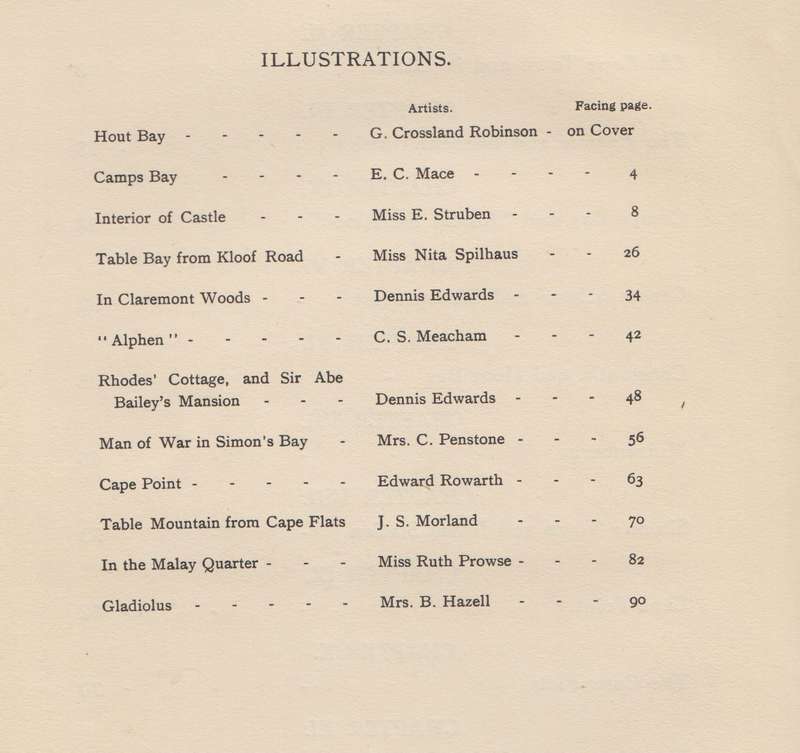 ILLUSTRATIONS.
Artists. Facing page.
Hout Bay - - - - - G. Crossland Robinson - on Cover
Camps Bay - - - - E. C. Mace - - - - 4
Interior of Castle - - - Miss E. Struben - - - 8
Table Bay from Kloof Road - Miss Nita Spilhaus - - 26
In Claremont Woods - - - Dennis Edwards - - - 34
"Alphen" - - - - - C. S. Meacham - - - 42
Rhodes' Cottage, and Sir Abe
Bailey's Mansion - - - Dennis Edwards - - - 48
Man of War in Simon's Bay - Mrs. C. Penstone - - - 56
Cape Point - - - - - Edward Rowarth - - - 63
Table Mountain from Cape Flats J. S. Morland - - - 70
In the Malay Quarter - - - Miss Ruth Prowse - - - 82
Gladiolus - - - - - Mrs. B. Hazell - - - 90